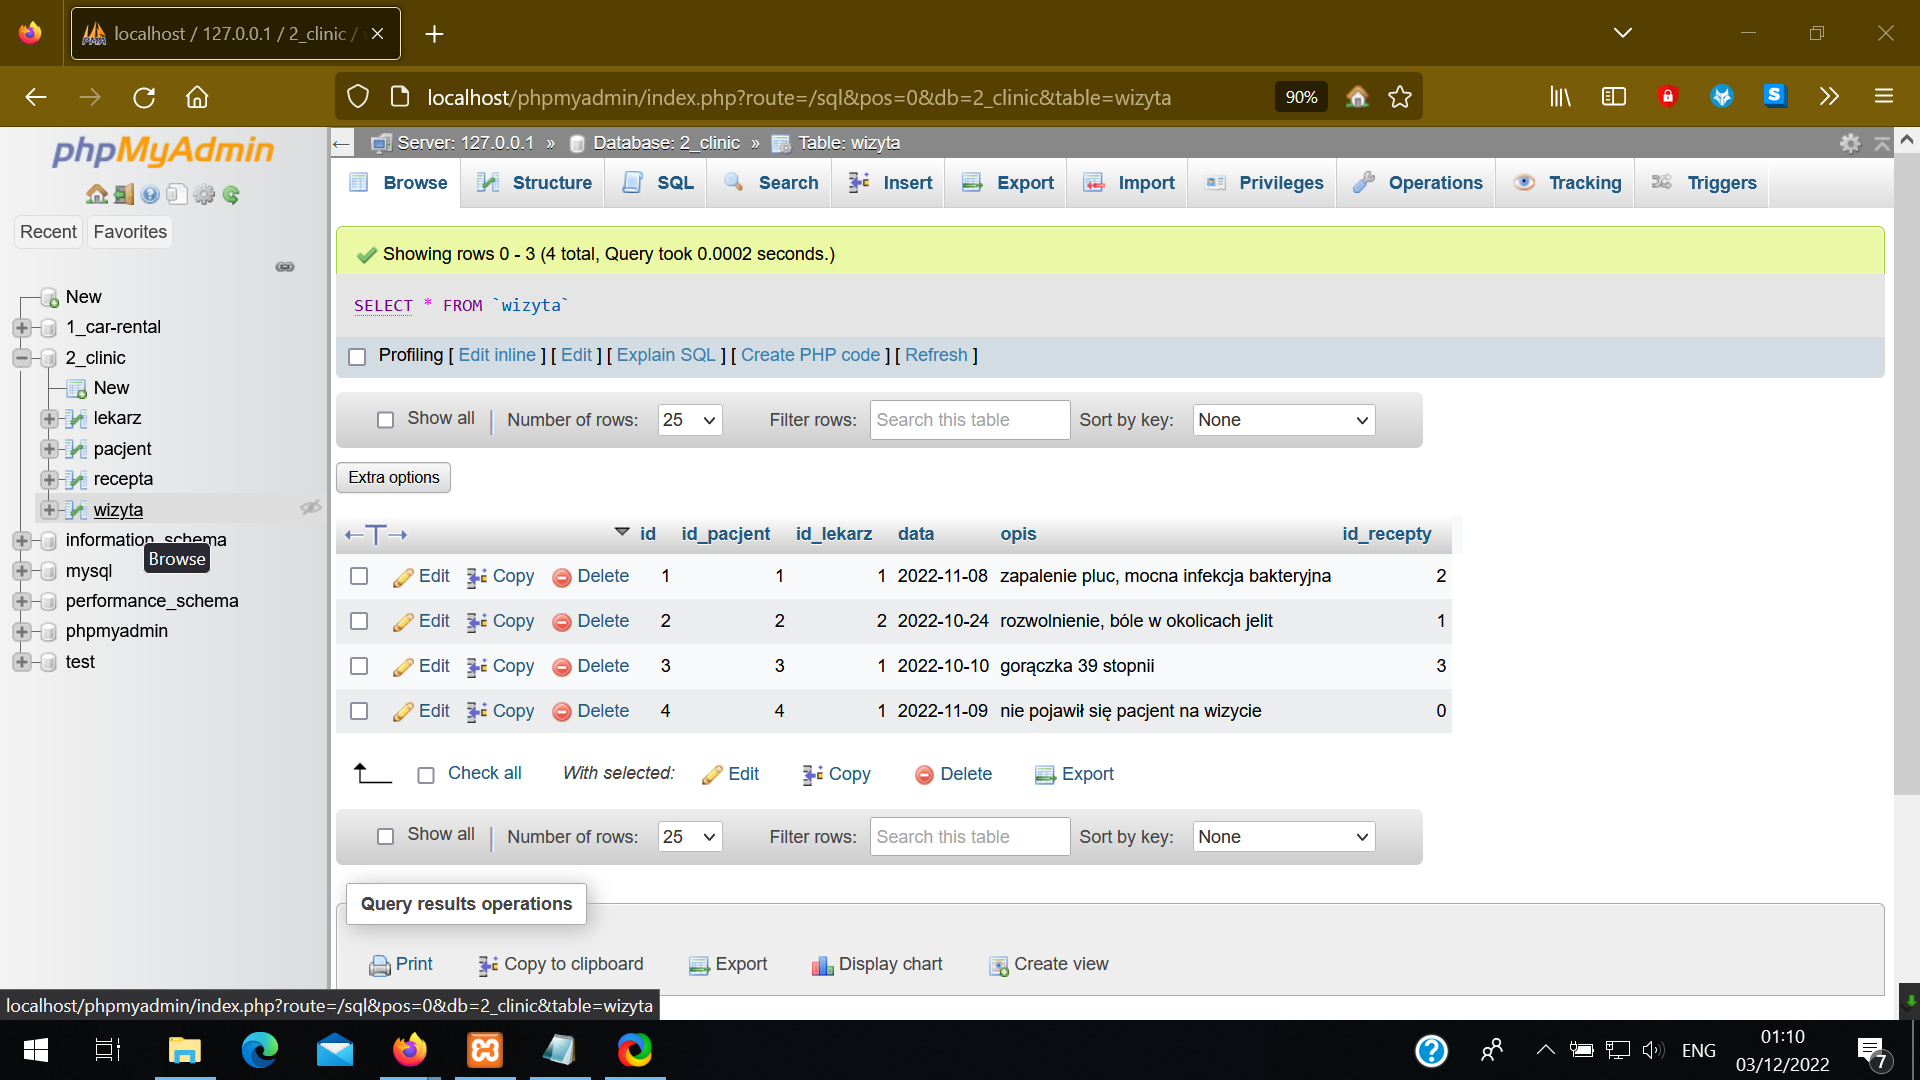 localhost / 127.0.0.1 / 2_clinic /
localhost/phpmyadmin/index.php?route=/sql&pos=0&db=2_clinic&table=wizyta
90%
phpMyAdmin
Recent
Favorites
New
1_car-rental
2_clinic
New
lekarz
pacjent
recepta
wizyta
information_schema
Browse
mysql
performance_schema
phpmyadmin
test
Server: 127.0.0.1 » Database: 2_clinic » Table: wizyta
Browse Structure SQL Search Insert Export Import Privileges Operations Tracking Triggers
Showing rows 0 - 3 (4 total, Query took 0.0002 seconds.)
SELECT * FROM `wizyta`
Profiling [ Edit inline ] [ Edit ] [ Explain SQL ] [ Create PHP code ] [ Refresh ]
Show all | Number of rows: 25 Filter rows: Search this table Sort by key: None
Extra options
←T→ id id_pacjent id_lekarz data opis id_recepty
Edit Copy Delete 1 1 1 2022-11-08 zapalenie pluc, mocna infekcja bakteryjna 2
Edit Copy Delete 2 2 2 2022-10-24 rozwolnienie, bóle w okolicach jelit 1
Edit Copy Delete 3 3 1 2022-10-10 gorączka 39 stopnii 3
Edit Copy Delete 4 4 1 2022-11-09 nie pojawił się pacjent na wizycie 0
Check all With selected: Edit Copy Delete Export
Show all | Number of rows: 25 Filter rows: Search this table Sort by key: None
Query results operations
Print Copy to clipboard Export Display chart Create view
localhost/phpmyadmin/index.php?route=/sql&pos=0&db=2_clinic&table=wizyta
ENG
01:10
03/12/2022
7